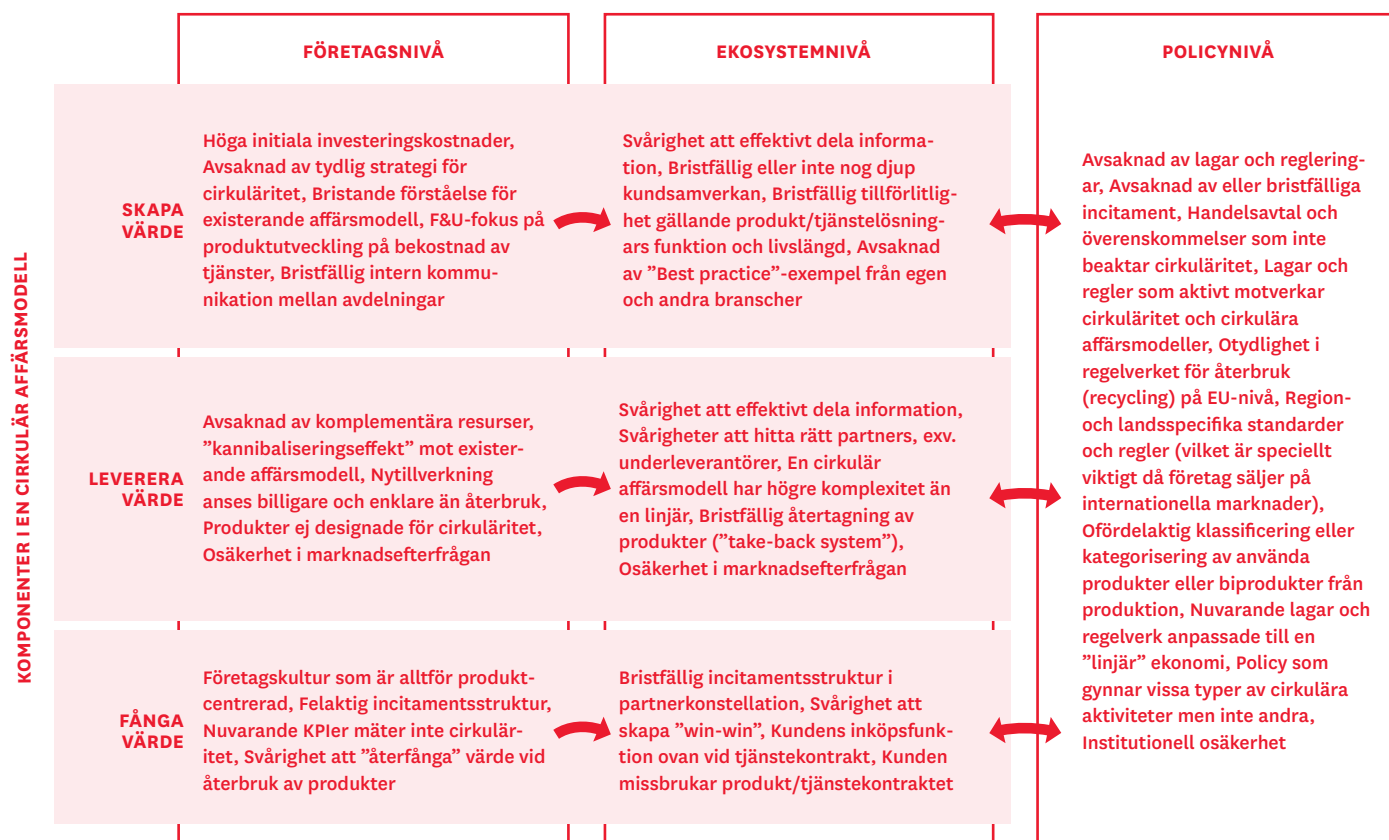 FÖRETAGSNIVÅ
EKOSYSTEMNIVÅ
POLICYNIVÅ
KOMPONENTER I EN CIRKULÄR AFFÄRSMODELL
SKAPA
VÄRDE
Höga initiala investeringskostnader,
Avsaknad av tydlig strategi för
cirkuläritet, Bristande förståelse för
existerande affärsmodell, F&U-fokus på
produktutveckling på bekostnad av
tjänster, Bristfällig intern kommu-
nikation mellan avdelningar
Svårighet att effektivt dela informa-
tion, Bristfällig eller inte nog djup
kundsamverkan, Bristfällig tillförlitlig-
het gällande produkt/tjänstelösning-
ars funktion och livslängd, Avsaknad
av ”Best practice”-exempel från egen
och andra branscher
LEVERERA
VÄRDE
Avsaknad av komplementära resurser,
”kannibaliseringseffekt” mot exister-
ande affärsmodell, Nytillverkning
anses billigare och enklare än återbruk,
Produkter ej designade för cirkuläritet,
Osäkerhet i marknadsefterfrågan
Svårighet att effektivt dela information,
Svårigheter att hitta rätt partners, exv.
underleverantörer, En cirkulär
affärsmodell har högre komplexitet än
en linjär, Bristfällig återtagning av
produkter (”take-back system”),
Osäkerhet i marknadsefterfrågan
FÅNGA
VÄRDE
Företagskultur som är alltför produkt-
centrerad, Felaktig incitamentsstruktur,
Nuvarande KPIer mäter inte cirkulär-
itet, Svårighet att ”återfånga” värde vid
återbruk av produkter
Bristfällig incitamentsstruktur i
partnerkonstellation, Svårighet att
skapa ”win-win”, Kundens inköpsfunk-
tion ovan vid tjänstekontrakt, Kunden
missbrukar produkt/tjänstekontraktet
Avsaknad av lagar och reglering-
ar, Avsaknad av eller bristfälliga
incitament, Handelsavtal och
överenskommelser som inte
beaktar cirkuläritet, Lagar och
regler som aktivt motverkar
cirkuläritet och cirkulära
affärsmodeller, Otydlighet i
regelverket för återbruk
(recycling) på EU-nivå, Region-
och landsspecifika standarder
och regler (vilket är speciellt
viktigt då företag säljer på
internationella marknader),
Ofördelaktig klassificering eller
kategorisering av använda
produkter eller biprodukter från
produktion, Nuvarande lagar och
regelverk anpassade till en
”linjär” ekonomi, Policy som
gynnar vissa typer av cirkulära
aktiviteter men inte andra,
Institutionell osäkerhet